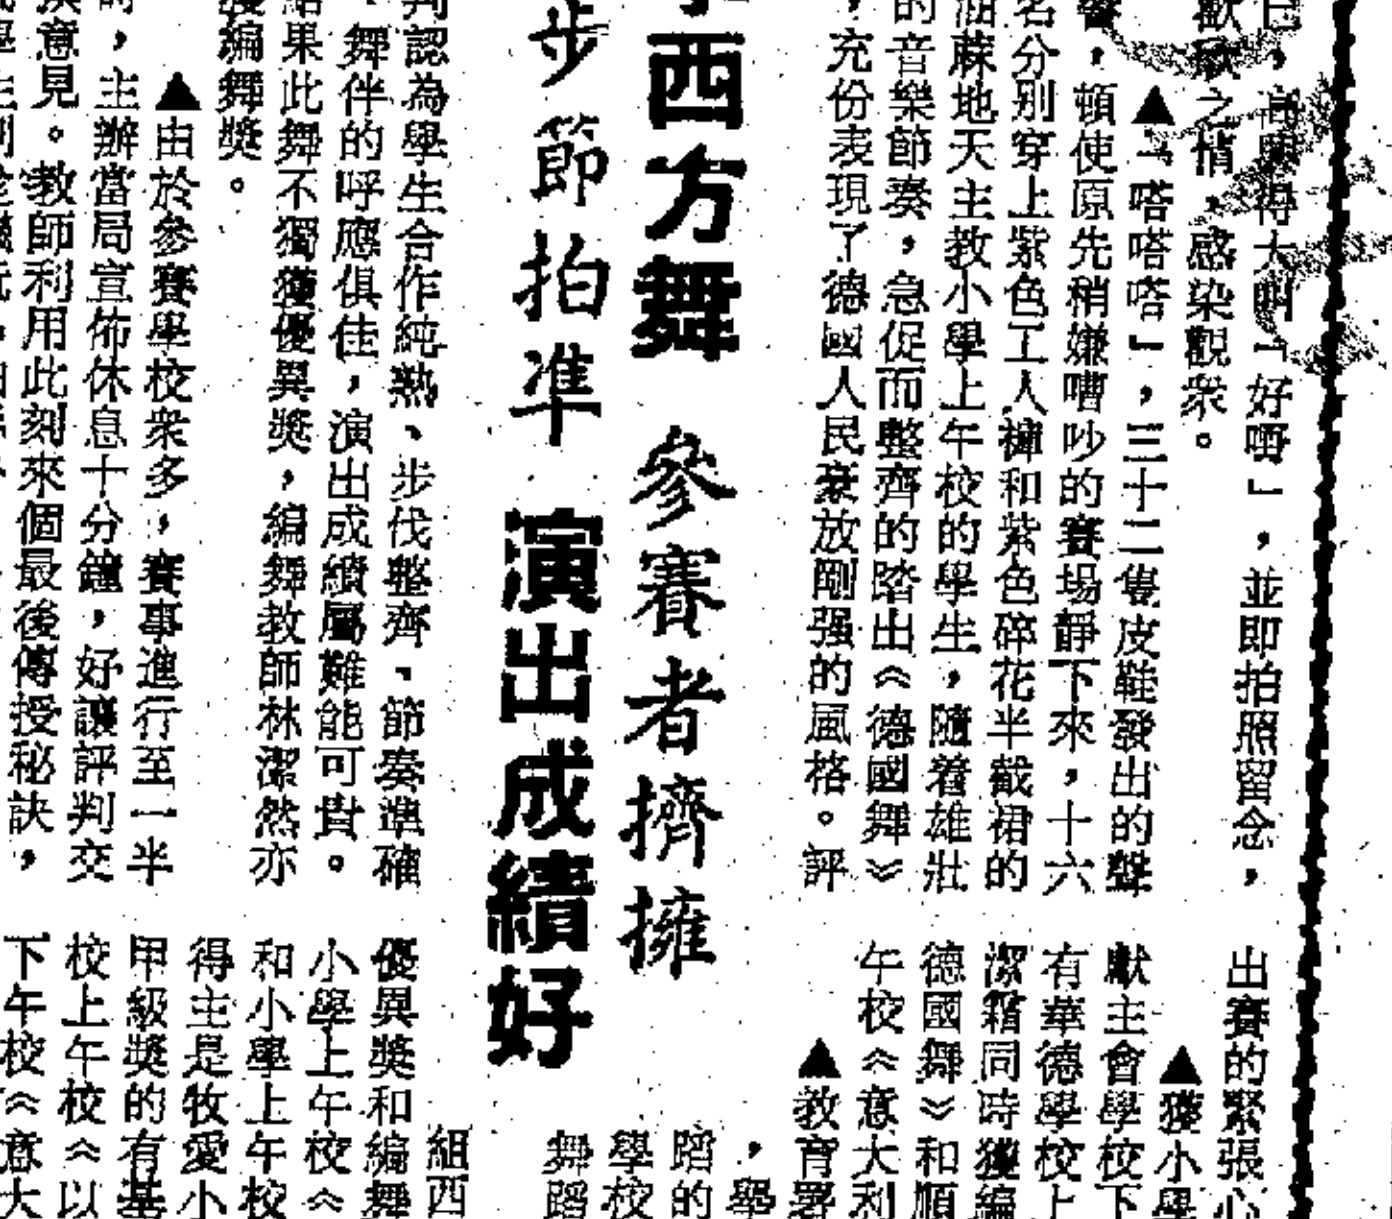 得大叫「好嘢」，並即拍照留念，
之情，感染觀衆。
▲「嗒嗒嗒」，三十二隻皮鞋發出的聲
響，頓使原先稍嫌嘈吵的賽場靜下來，十六
名分別穿上紫色工人褲和紫色碎花半截裙的
油蔴地天主教小學上午校的學生，隨着雄壯
的音樂節奏，急促而整齊的踏出《德國舞》
，充份表現了德國人民豪放剛强的風格。評
西方舞 參賽者擠擁
步節拍準 演出成績好
判認為學生合作純熟、步伐整齊、節奏準確
、舞伴的呼應俱佳，演出成績屬難能可貴。
結果此舞不獨獲優異獎，編舞教師林潔然亦
獲編舞獎。
▲由於參賽學校衆多，賽事進行至一半
，主辦當局宣佈休息十分鐘，好讓評判交
換意見。教師利用此刻來個最後傳授秘訣，
出賽的緊張心
▲獲小學
獻主會學校下
有華德學校上
潔霜同時獲編
德國舞》和順
午校《意大利
▲教育署
，學
蹈的
學校
舞蹈
組西
優異獎和編舞
小學上午校《
和小學上午校
得主是牧愛小
甲級獎的有基
校上午校《以
下午校《意大